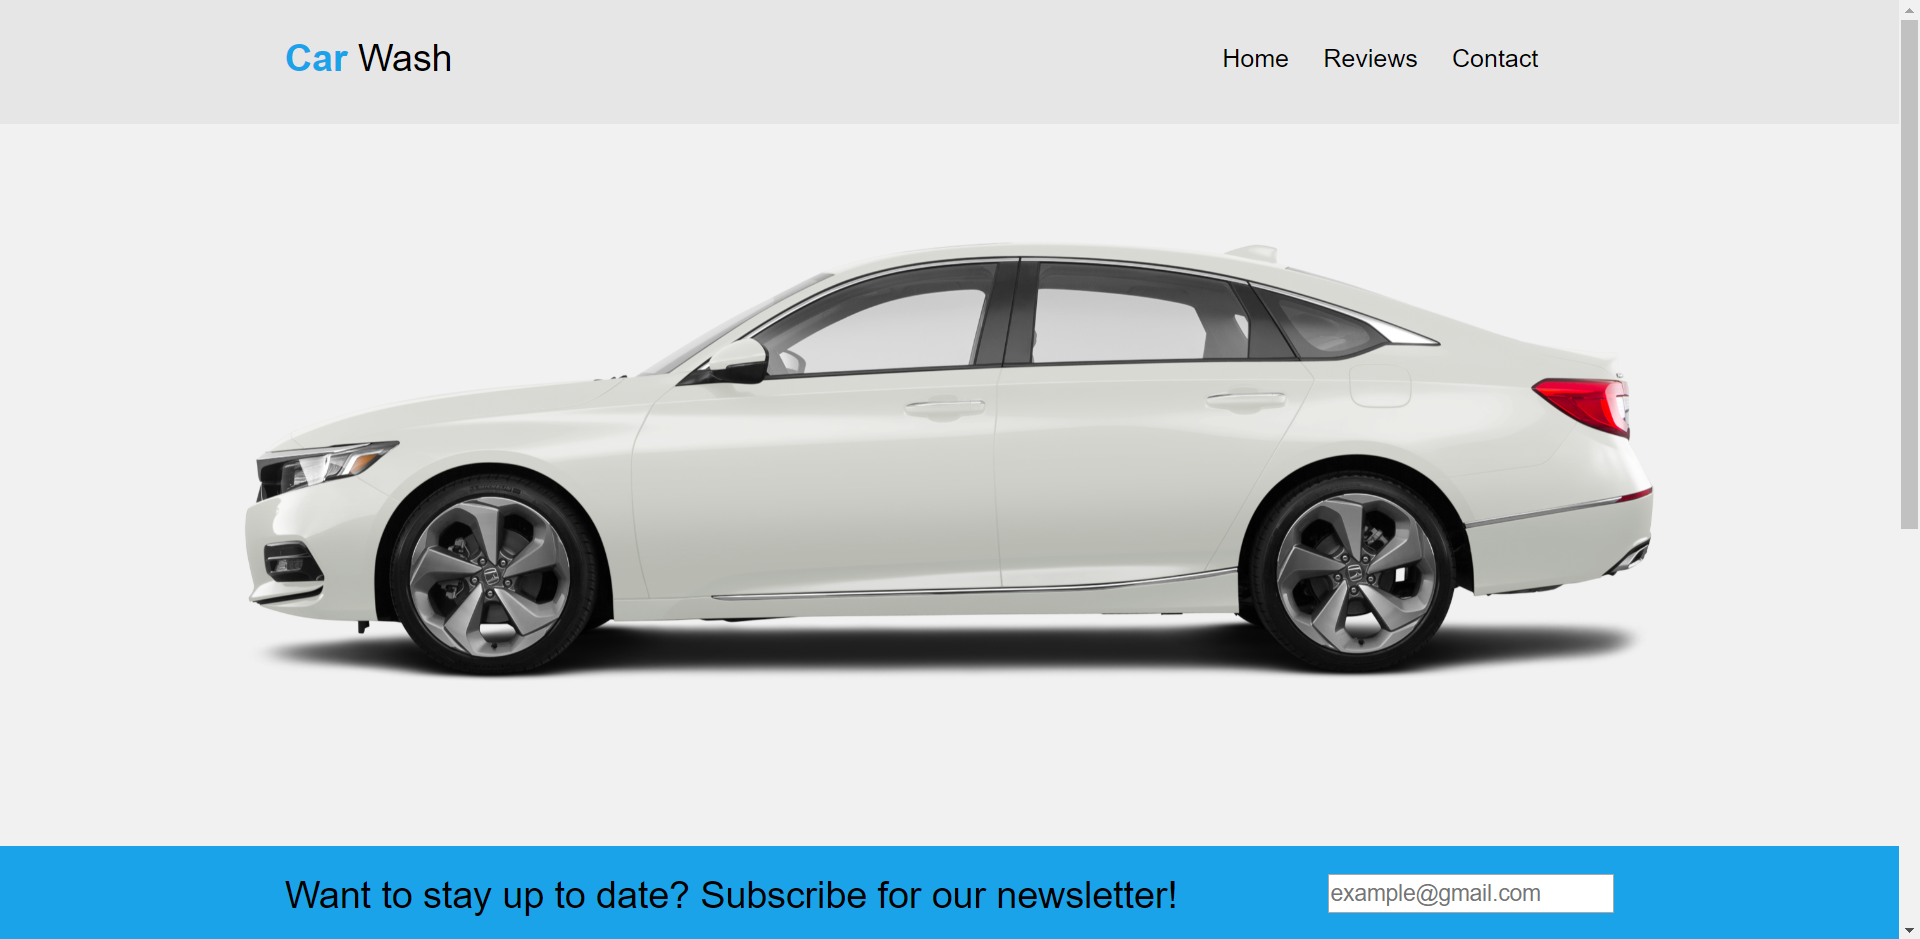 Car Wash
Home Reviews Contact
Want to stay up to date? Subscribe for our newsletter!
example@gmail.com